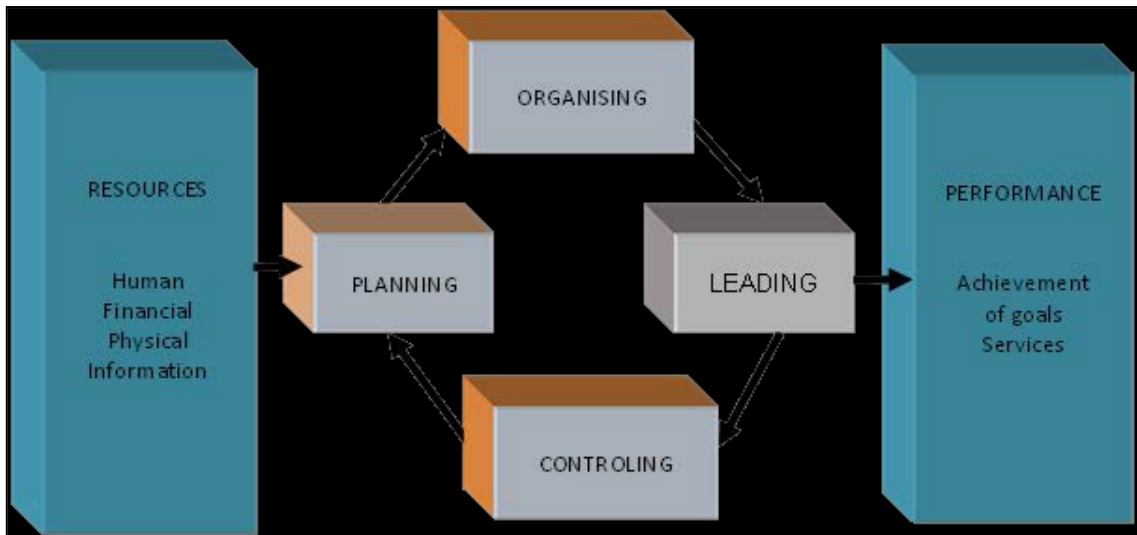 RESOURCES
Human
Financial
Physical
Information
ORGANISING
PLANNING
LEADING
CONTROLING
PERFORMANCE
Achievement
of goals
Services